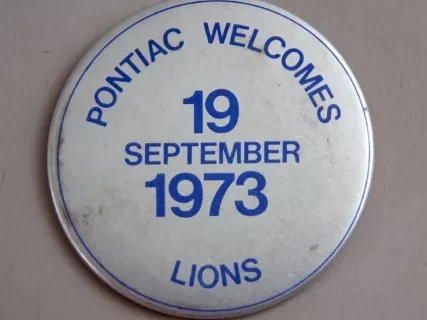 PONTIAC WELCOMES
19
SEPTEMBER
1973
LIONS